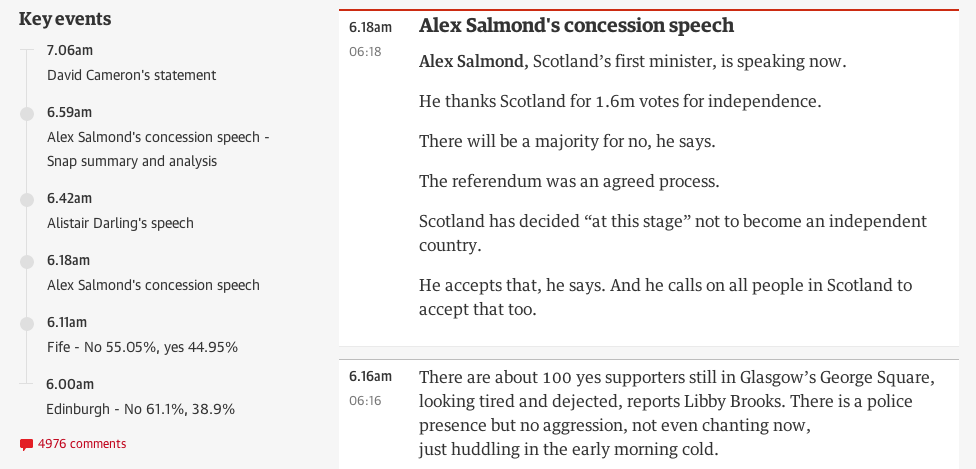 Key events
7.06am
David Cameron's statement
6.59am
Alex Salmond's concession speech -
Snap summary and analysis
6.42am
Alistair Darling's speech
6.18am
Alex Salmond's concession speech
6.11am
Fife - No 55.05%, yes 44.95%
6.00am
Edinburgh - No 61.1%, 38.9%
4976 comments
6.18am
06:18
Alex Salmond's concession speech
Alex Salmond, Scotland’s first minister, is speaking now.
He thanks Scotland for 1.6m votes for independence.
There will be a majority for no, he says.
The referendum was an agreed process.
Scotland has decided “at this stage” not to become an independent
country.
He accepts that, he says. And he calls on all people in Scotland to
accept that too.
6.16am
06:16
There are about 100 yes supporters still in Glasgow’s George Square,
looking tired and dejected, reports Libby Brooks. There is a police
presence but no aggression, not even chanting now,
just huddling in the early morning cold.